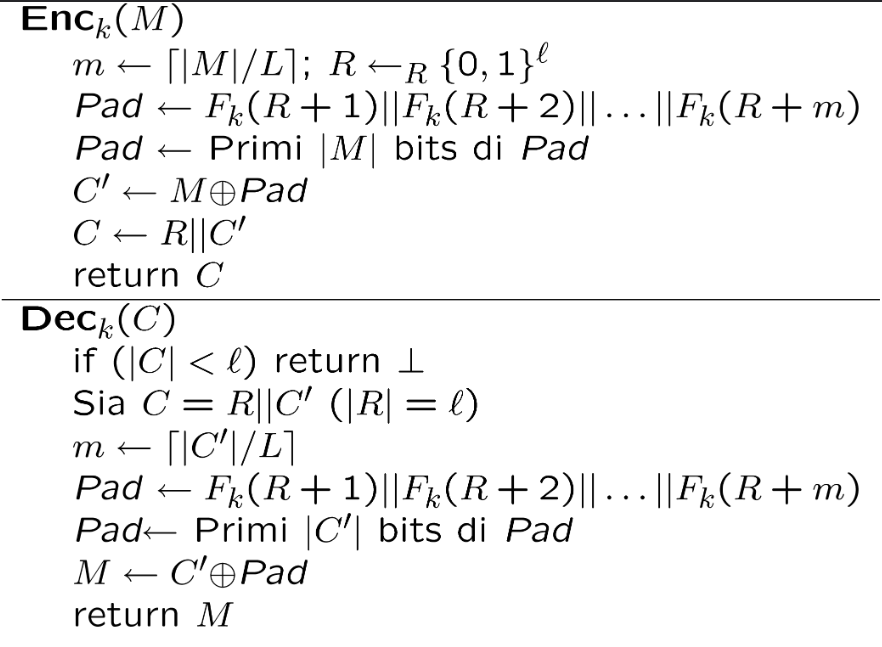 Enc_k(M)
m ← ⌈|M|/L⌉; R ←_R {0,1}^ℓ
Pad ← F_k(R + 1)||F_k(R + 2)||...||F_k(R + m)
Pad ← Primi |M| bits di Pad
C′ ← M⊕Pad
C ← R||C′
return C
Dec_k(C)
if (|C| < ℓ) return ⊥
Sia C = R||C′ (|R| = ℓ)
m ← ⌈|C′|/L⌉
Pad ← F_k(R + 1)||F_k(R + 2)||...||F_k(R + m)
Pad← Primi |C′| bits di Pad
M ← C′⊕Pad
return M